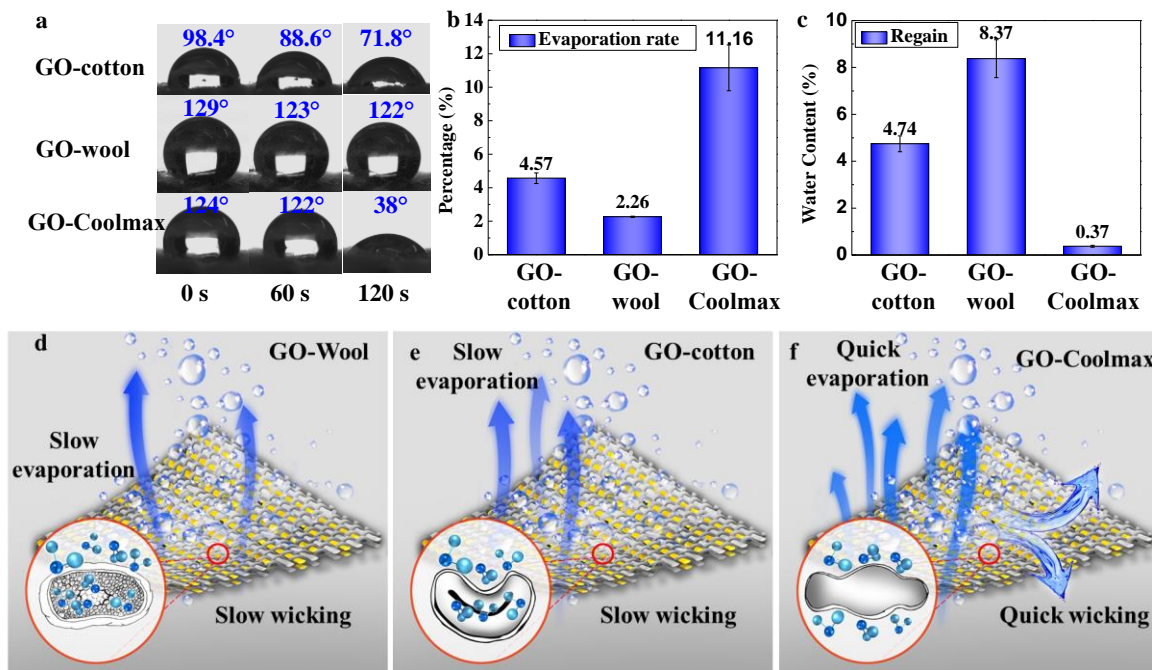 a
98.4° 88.6° 71.8°
GO-cotton
129° 123° 122°
GO-wool
124° 122° 38°
GO-Coolmax
0 s 60 s 120 s
b
Evaporation rate
Percentage (%)
14
12
10
8
6
4
2
0
4.57
2.26
11.16
GO-
cotton
GO-
wool
GO-
Coolmax
c
Regain
Water Content (%)
10
8
6
4
2
0
4.74
8.37
0.37
GO-
cotton
GO-
wool
GO-
Coolmax
d
GO-Wool
Slow
evaporation
Slow wicking
e
Slow
evaporation
GO-cotton
Slow wicking
f
Quick
evaporation
GO-Coolmax
Quick wicking